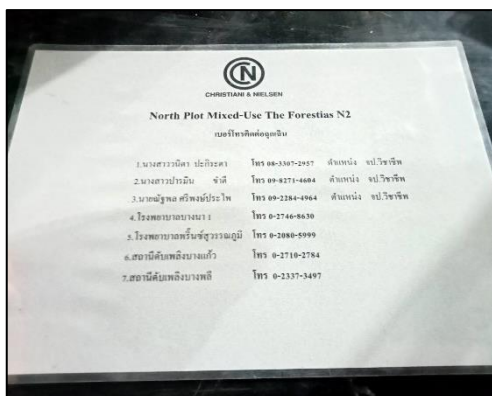 CN
CHRISTIANI & NIELSEN
North Plot Mixed-Use The Forestias N2
เบอร์โทรติดต่อฉุกเฉิน
1.นางสาววนิดา ปะกิระตา โทร 08-3307-2957 ตำแหน่ง จป.วิชาชีพ
2.นางสาวปารมิน ขำดี โทร 09-8271-4604 ตำแหน่ง จป.วิชาชีพ
3.นายณัฐพล ศรีพงษ์ประไพ โทร 09-2284-4964 ตำแหน่ง จป.วิชาชีพ
4.โรงพยาบาลบางนา 1 โทร 0-2746-8630
5.โรงพยาบาลพริ้นซ์สุวรรณภูมิ โทร 0-2080-5999
6.สถานีดับเพลิงบางแก้ว โทร 0-2710-2784
7.สถานีดับเพลิงบางพลี โทร 0-2337-3497